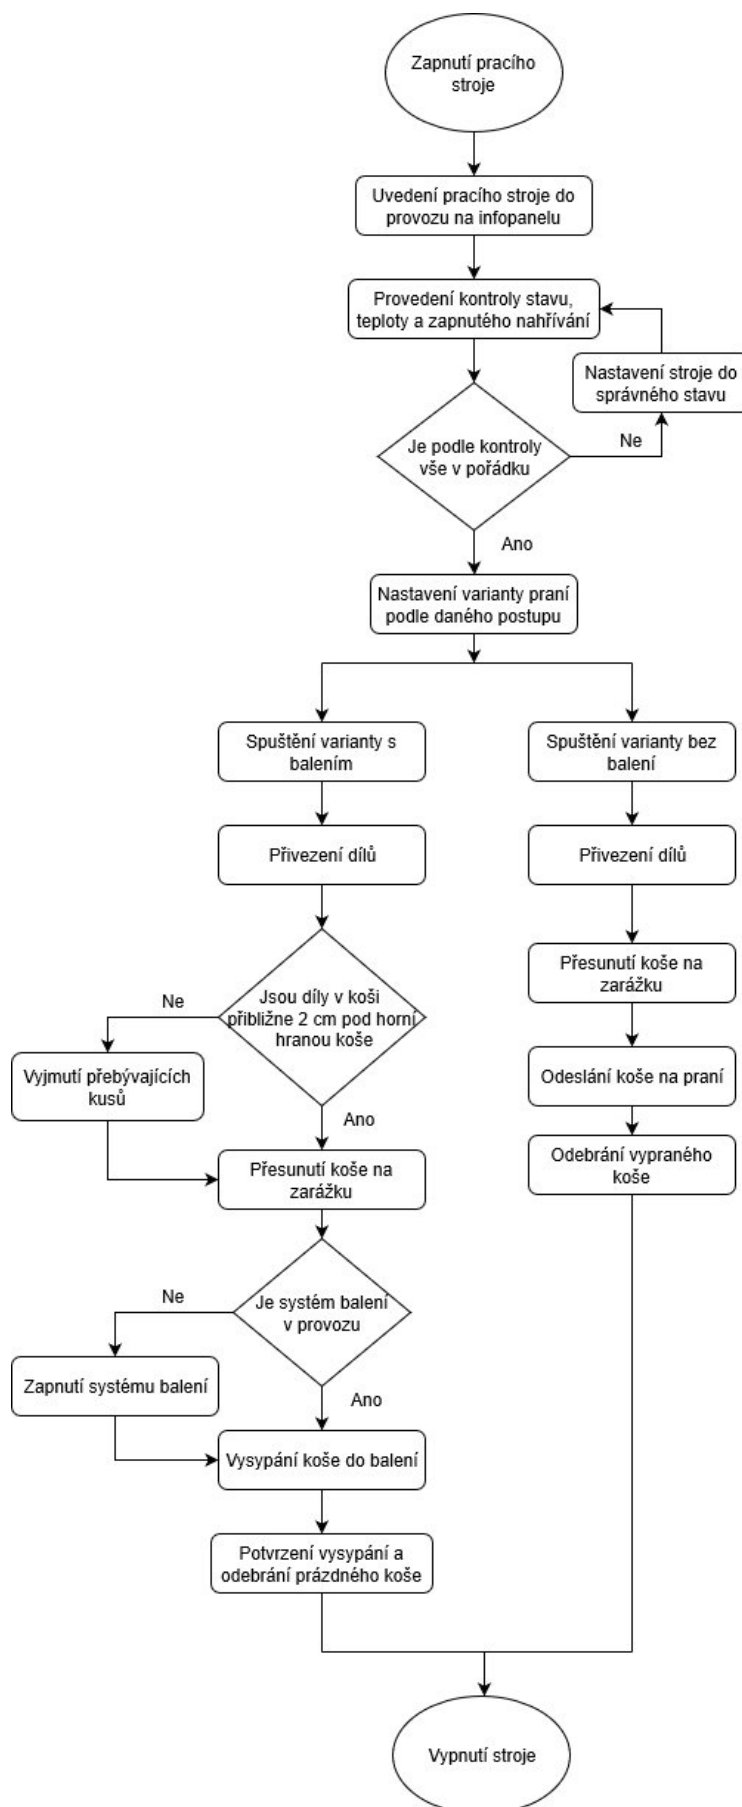 Zapnutí pracího
stroje
Uvedení pracího stroje do
provozu na infopanelu
Provedení kontroly stavu,
teploty a zapnutého nahřívání
Nastavení stroje do
správného stavu
Je podle kontroly
vše v pořádku
Ne
Ano
Nastavení varianty praní
podle daného postupu
Spuštění varianty s
balením
Spuštění varianty bez
balení
Přivezení dílů
Přivezení dílů
Jsou díly v koši
přibližne 2 cm pod horní
hranou koše
Ne
Ano
Vyjmutí přebývajících
kusů
Přesunutí koše na
zarážku
Přesunutí koše na
zarážku
Odeslání koše na praní
Odebrání vypraného
koše
Je systém balení
v provozu
Ne
Ano
Zapnutí systému balení
Vysypání koše do balení
Potvrzení vysypání a
odebrání prázdného koše
Vypnutí stroje